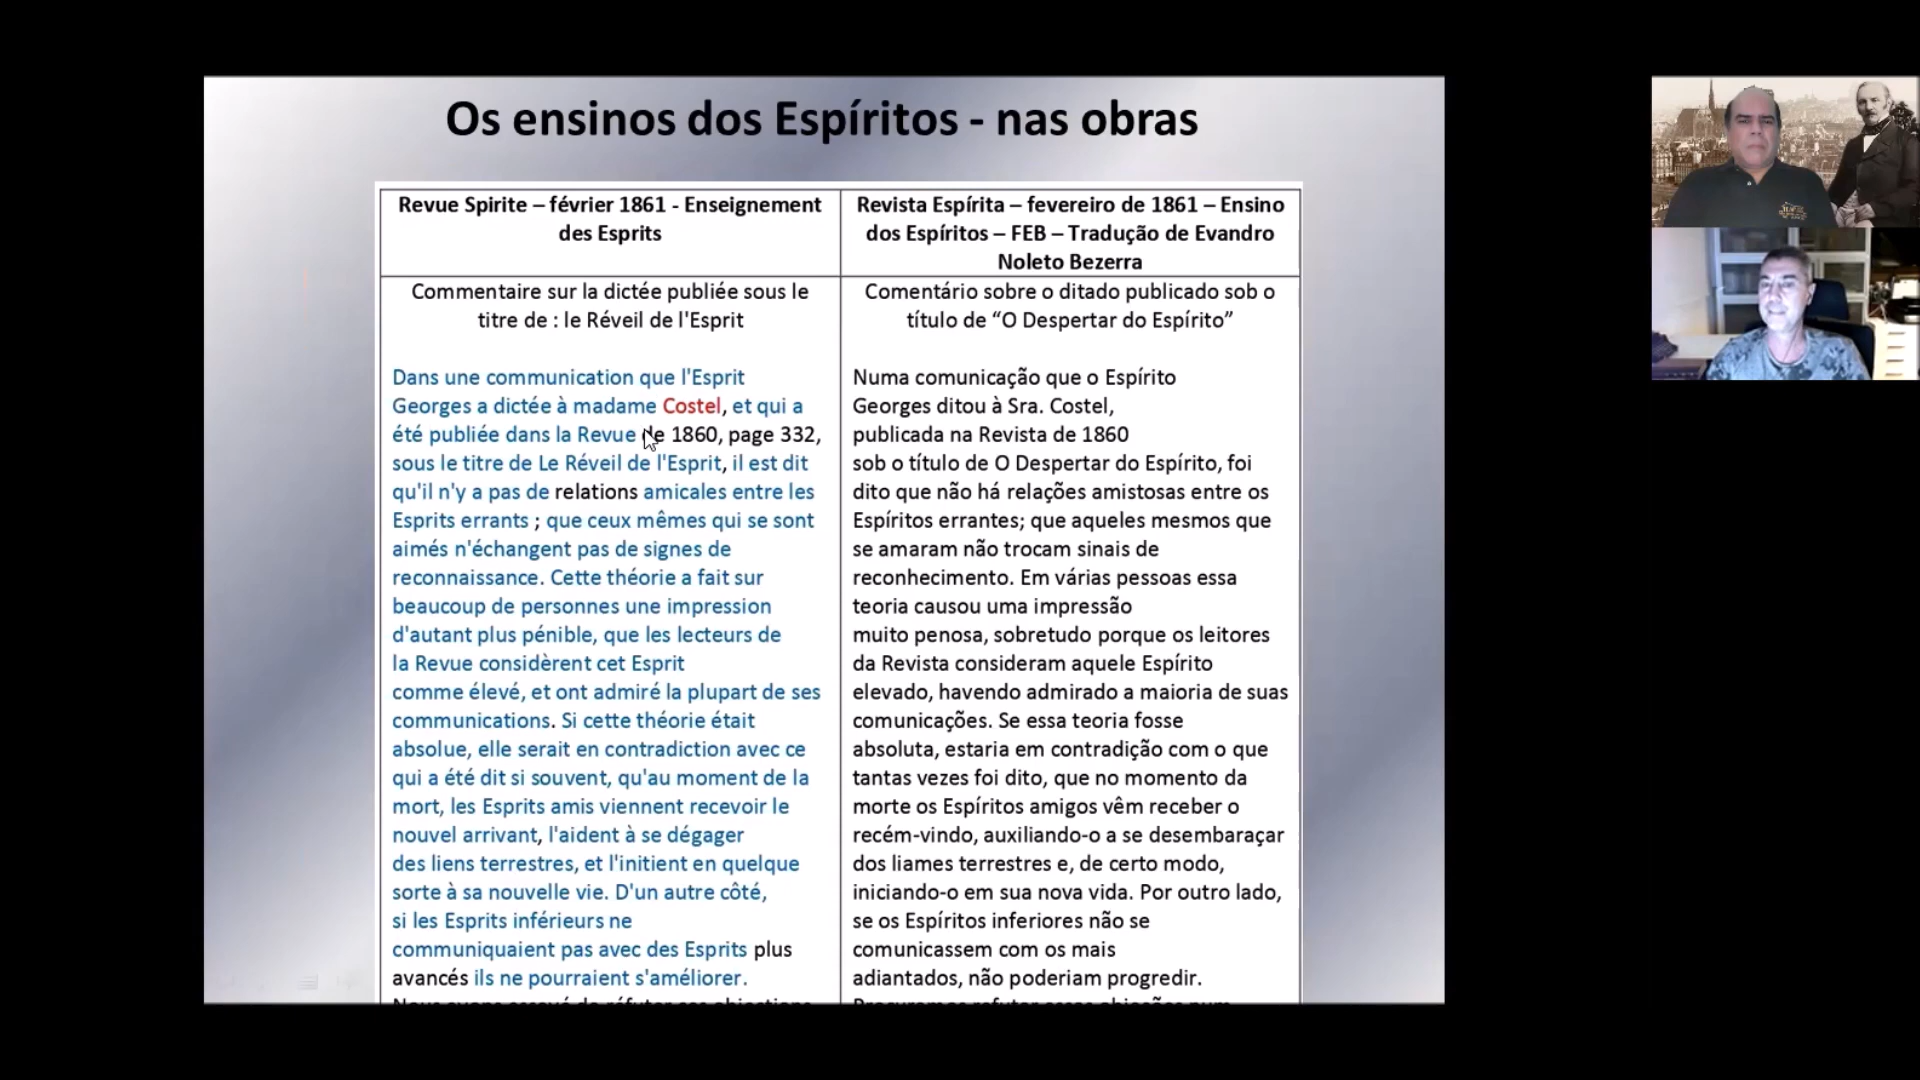 Os ensinos dos Espíritos - nas obras
Revue Spirite – février 1861 - Enseignement
des Esprits
Commentaire sur la dictée publiée sous le
titre de : le Réveil de l'Esprit
Dans une communication que l'Esprit
Georges a dictée à madame Costel, et qui a
été publiée dans la Revue de 1860, page 332,
sous le titre de Le Réveil de l'Esprit, il est dit
qu'il n'y a pas de relations amicales entre les
Esprits errants ; que ceux mêmes qui se sont
aimés n'échangent pas de signes de
reconnaissance. Cette théorie a fait sur
beaucoup de personnes une impression
d'autant plus pénible, que les lecteurs de
la Revue considèrent cet Esprit
comme élevé, et ont admiré la plupart de ses
communications. Si cette théorie était
absolue, elle serait en contradiction avec ce
qui a été dit si souvent, qu'au moment de la
mort, les Esprits amis viennent recevoir le
nouvel arrivant, l'aident à se dégager
des liens terrestres, et l'initient en quelque
sorte à sa nouvelle vie. D'un autre côté,
si les Esprits inférieurs ne
communiquaient pas avec des Esprits plus
avancés ils ne pourraient s'améliorer.
Revista Espírita – fevereiro de 1861 – Ensino
dos Espíritos – FEB – Tradução de Evandro
Noleto Bezerra
Comentário sobre o ditado publicado sob o
título de “O Despertar do Espírito”
Numa comunicação que o Espírito
Georges ditou à Sra. Costel,
publicada na Revista de 1860
sob o título de O Despertar do Espírito, foi
dito que não há relações amistosas entre os
Espíritos errantes; que aqueles mesmos que
se amaram não trocam sinais de
reconhecimento. Em várias pessoas essa
teoria causou uma impressão
muito penosa, sobretudo porque os leitores
da Revista consideram aquele Espírito
elevado, havendo admirado a maioria de suas
comunicações. Se essa teoria fosse
absoluta, estaria em contradição com o que
tantas vezes foi dito, que no momento da
morte os Espíritos amigos vêm receber o
recém-vindo, auxiliando-o a se desembaraçar
dos liames terrestres e, de certo modo,
iniciando-o em sua nova vida. Por outro lado,
se os Espíritos inferiores não se
comunicassem com os mais
adiantados, não poderiam progredir.